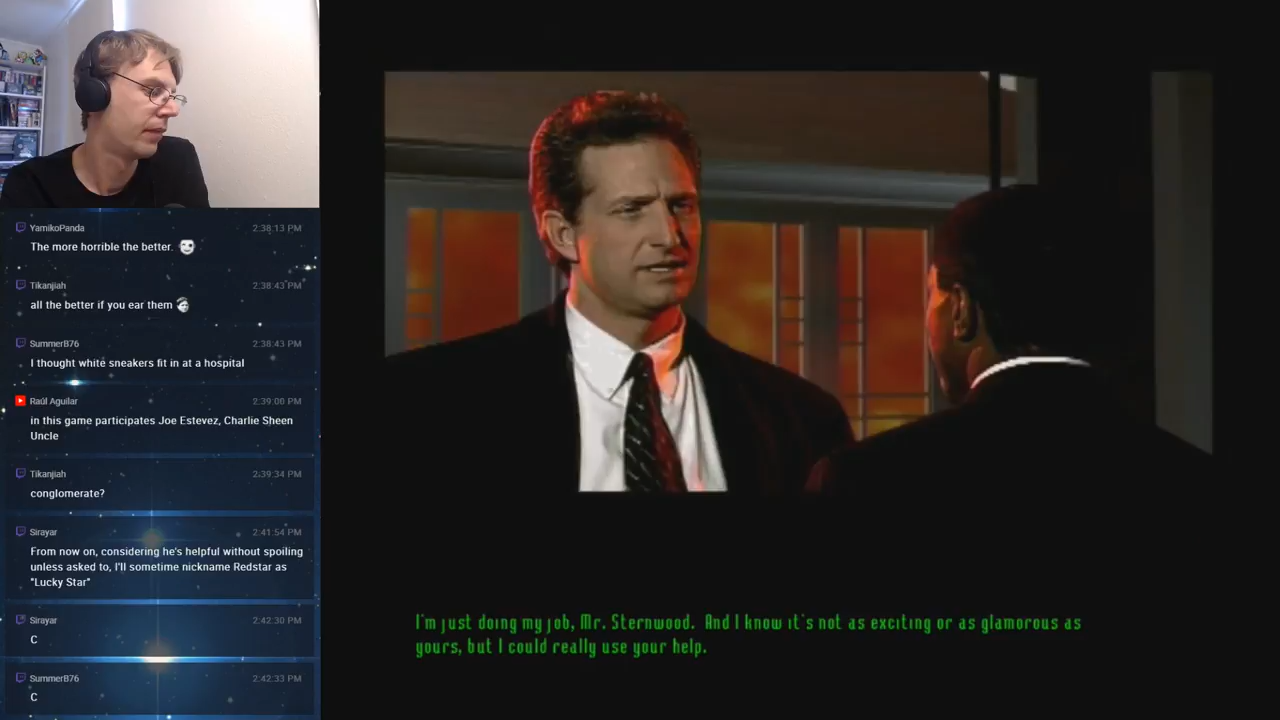 YamikoPanda 2:38:13 PM
The more horrible the better.
Tikanjiah 2:38:43 PM
all the better if you ear them
SummerB76 2:38:43 PM
I thought white sneakers fit in at a hospital
Raúl Aguilar 2:39:00 PM
in this game participates Joe Estevez, Charlie Sheen
Uncle
Tikanjiah 2:39:34 PM
conglomerate?
Sirayar 2:41:54 PM
From now on, considering he's helpful without spoiling
unless asked to, I'll sometime nickname Redstar as
"Lucky Star"
Sirayar 2:42:30 PM
C
SummerB76 2:42:33 PM
C
I'm just doing my job, Mr. Sternwood. And I know it's not as exciting or as glamorous as
yours, but I could really use your help.